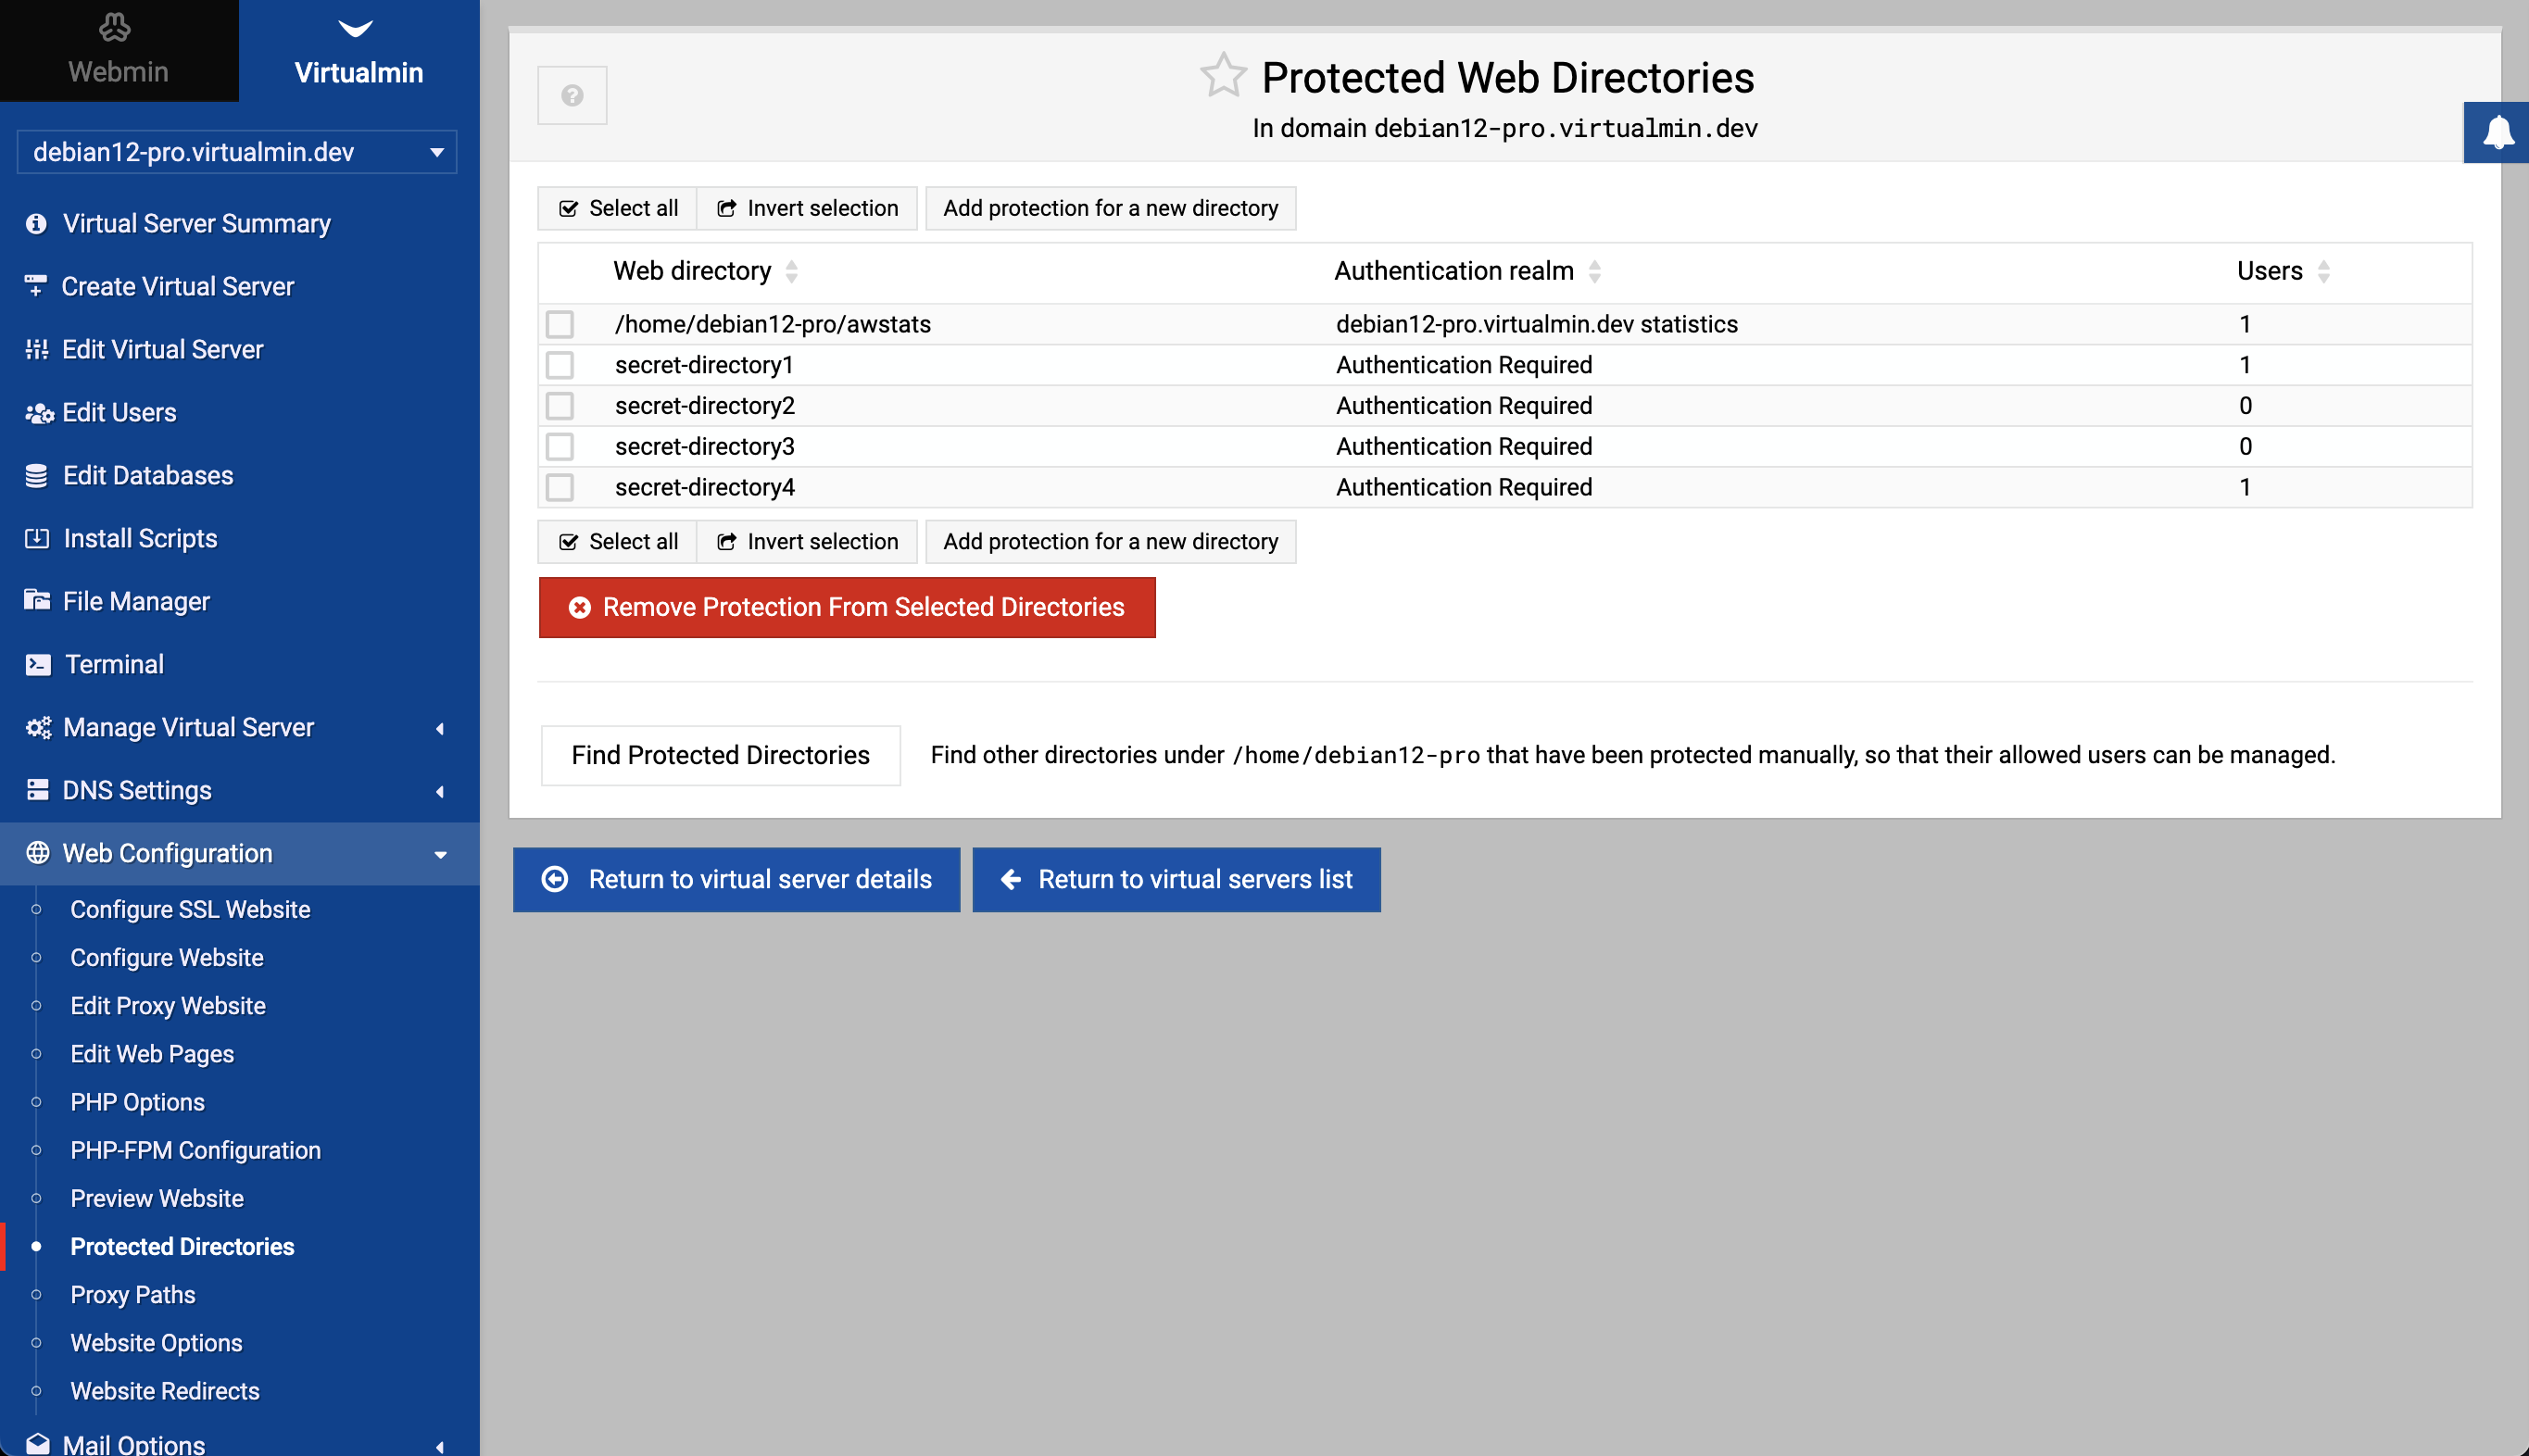 Webmin
Virtualmin
debian12-pro.virtualmin.dev
Virtual Server Summary
Create Virtual Server
Edit Virtual Server
Edit Users
Edit Databases
Install Scripts
File Manager
Terminal
Manage Virtual Server
DNS Settings
Web Configuration
Configure SSL Website
Configure Website
Edit Proxy Website
Edit Web Pages
PHP Options
PHP-FPM Configuration
Preview Website
Protected Directories
Proxy Paths
Website Options
Website Redirects
Mail Options
Protected Web Directories
In domain debian12-pro.virtualmin.dev
Select all Invert selection Add protection for a new directory
Web directory Authentication realm Users
/home/debian12-pro/awstats debian12-pro.virtualmin.dev statistics 1
secret-directory1 Authentication Required 1
secret-directory2 Authentication Required 0
secret-directory3 Authentication Required 0
secret-directory4 Authentication Required 1
Select all Invert selection Add protection for a new directory
Remove Protection From Selected Directories
Find Protected Directories Find other directories under /home/debian12-pro that have been protected manually, so that their allowed users can be managed.
Return to virtual server details Return to virtual servers list